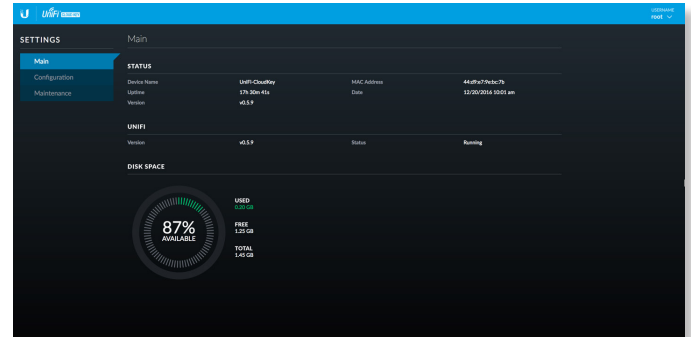 U UniFi CLOUD KEY
USERNAME
root
SETTINGS
Main
Configuration
Maintenance
Main
STATUS
Device Name UniFi-CloudKey MAC Address 44:d9:e7:9e:bc:7b
Uptime 17h 30m 41s Date 12/20/2016 10:01 am
Version v0.5.9
UNIFI
Version v0.5.9 Status Running
DISK SPACE
87%
AVAILABLE
USED
0.20 GB
FREE
1.25 GB
TOTAL
1.45 GB